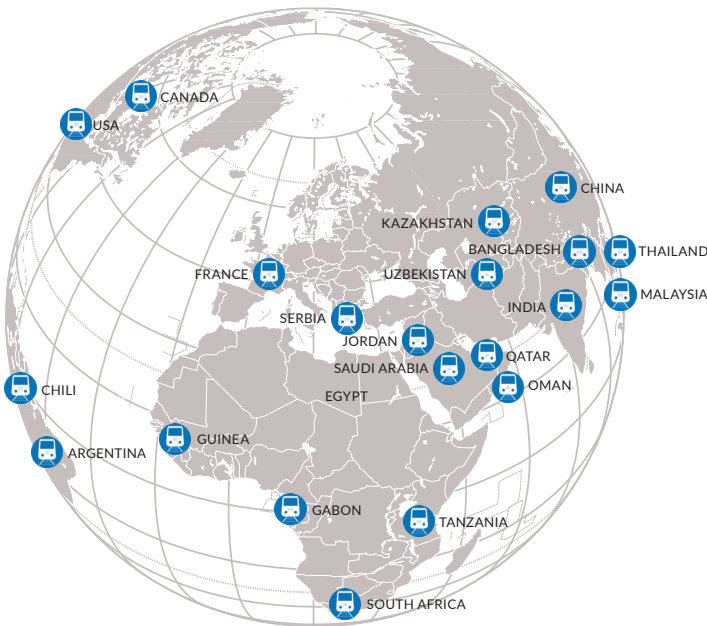 CANADA
USA
CHINA
KAZAKHSTAN
BANGLADESH
THAILAND
FRANCE
UZBEKISTAN
MALAYSIA
INDIA
SERBIA
JORDAN
QATAR
SAUDI ARABIA
OMAN
CHILI
EGYPT
GUINEA
ARGENTINA
GABON
TANZANIA
SOUTH AFRICA